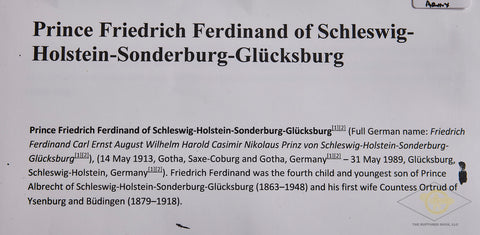 Army
Prince Friedrich Ferdinand of Schleswig-
Holstein-Sonderburg-Glücksburg
Prince Friedrich Ferdinand of Schleswig-Holstein-Sonderburg-Glücksburg[1][2] (Full German name: Friedrich
Ferdinand Carl Ernst August Wilhelm Harold Casimir Nikolaus Prinz von Schleswig-Holstein-Sonderburg-
Glücksburg[1][2]), (14 May 1913, Gotha, Saxe-Coburg and Gotha, Germany[1][2] – 31 May 1989, Glücksburg,
Schleswig-Holstein, Germany[1][2]). Friedrich Ferdinand was the fourth child and youngest son of Prince
Albrecht of Schleswig-Holstein-Sonderburg-Glücksburg (1863–1948) and his first wife Countess Ortrud of
Ysenburg and Büdingen (1879–1918).
THE RUPTURED DUCK, LLC